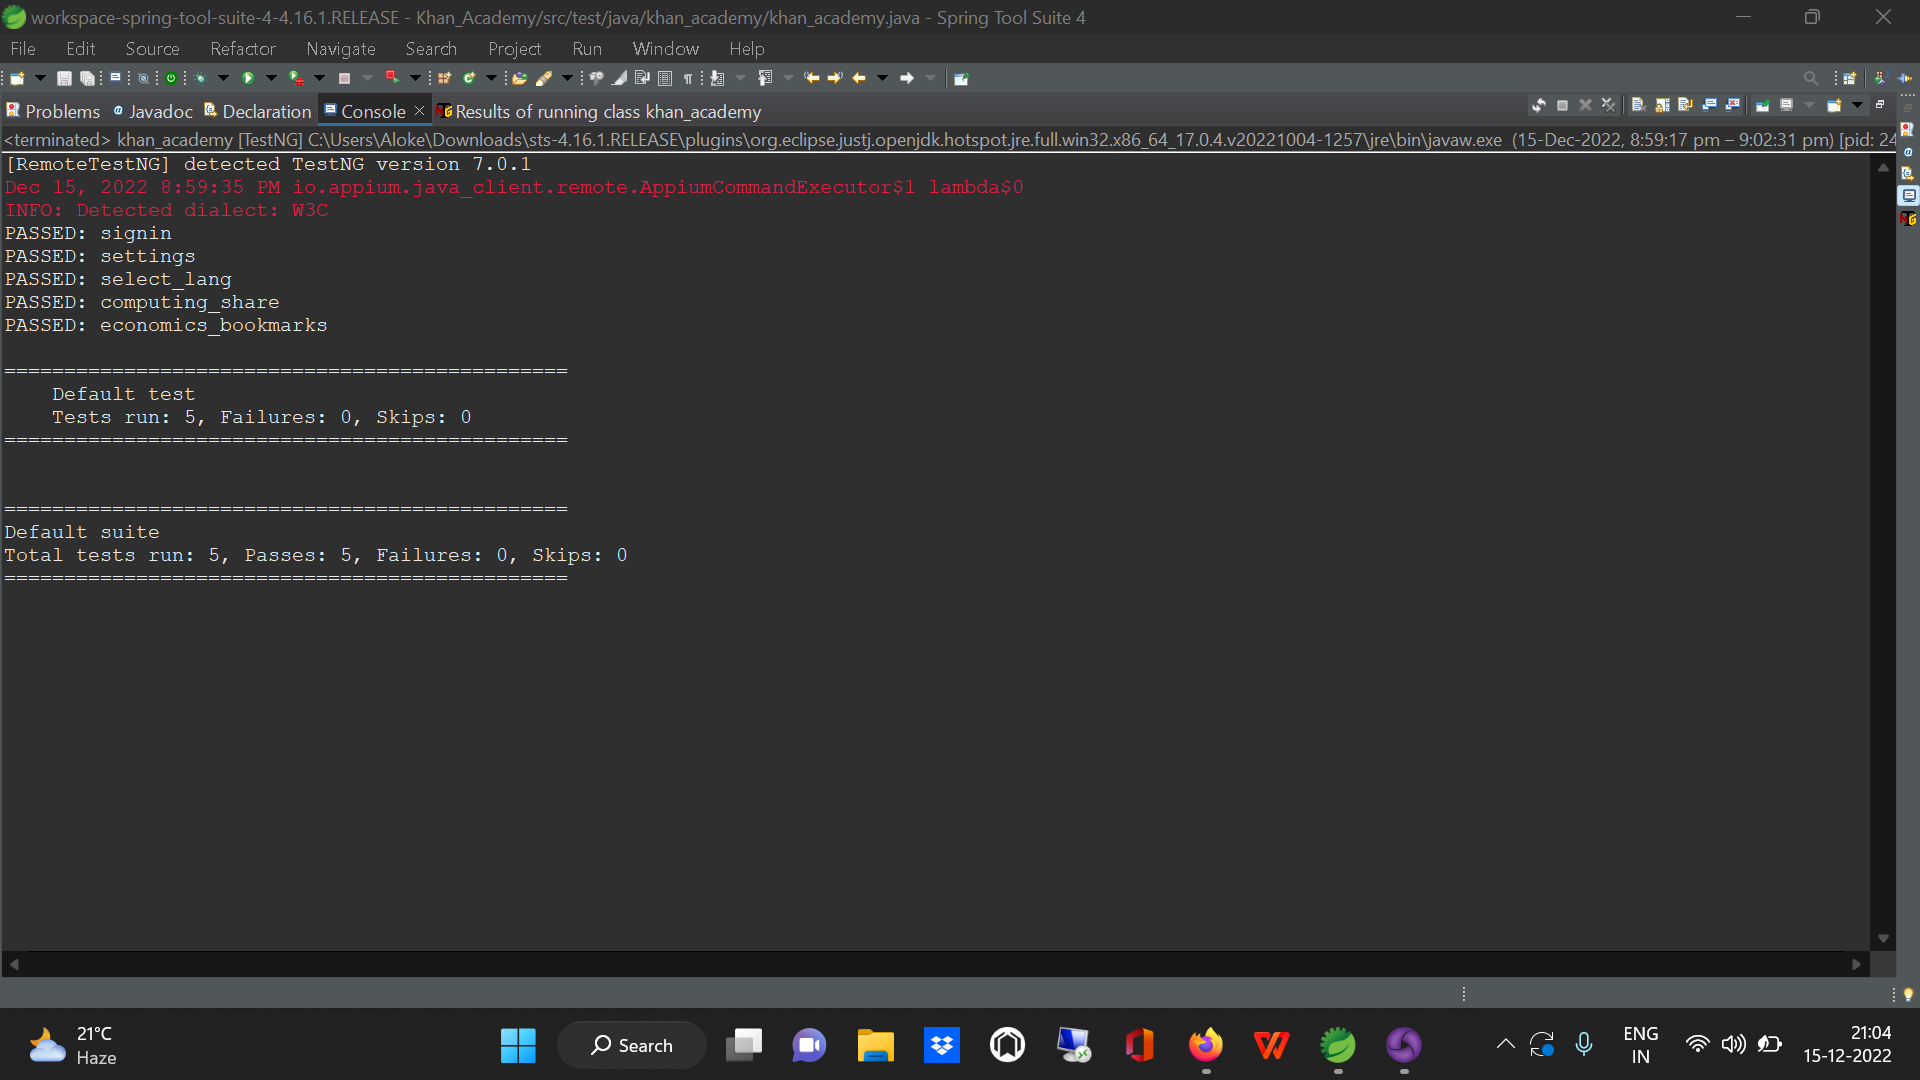 workspace-spring-tool-suite-4-4.16.1.RELEASE - Khan_Academy/src/test/java/khan_academy/khan_academy.java - Spring Tool Suite 4
File Edit Source Refactor Navigate Search Project Run Window Help
Problems Javadoc Declaration Console Results of running class khan_academy
<terminated> khan_academy [TestNG] C:\Users\Aloke\Downloads\sts-4.16.1.RELEASE\plugins\org.eclipse.justj.openjdk.hotspot.jre.full.win32.x86_64_17.0.4.v20221004-1257\jre\bin\javaw.exe (15-Dec-2022, 8:59:17 pm – 9:02:31 pm) [pid: 24
[RemoteTestNG] detected TestNG version 7.0.1
Dec 15, 2022 8:59:35 PM io.appium.java_client.remote.AppiumCommandExecutor$1 lambda$0
INFO: Detected dialect: W3C
PASSED: signin
PASSED: settings
PASSED: select_lang
PASSED: computing_share
PASSED: economics_bookmarks
===============================================
Default test
Tests run: 5, Failures: 0, Skips: 0
===============================================
===============================================
Default suite
Total tests run: 5, Passes: 5, Failures: 0, Skips: 0
===============================================
21°C
Haze
Search
ENG
IN
21:04
15-12-2022